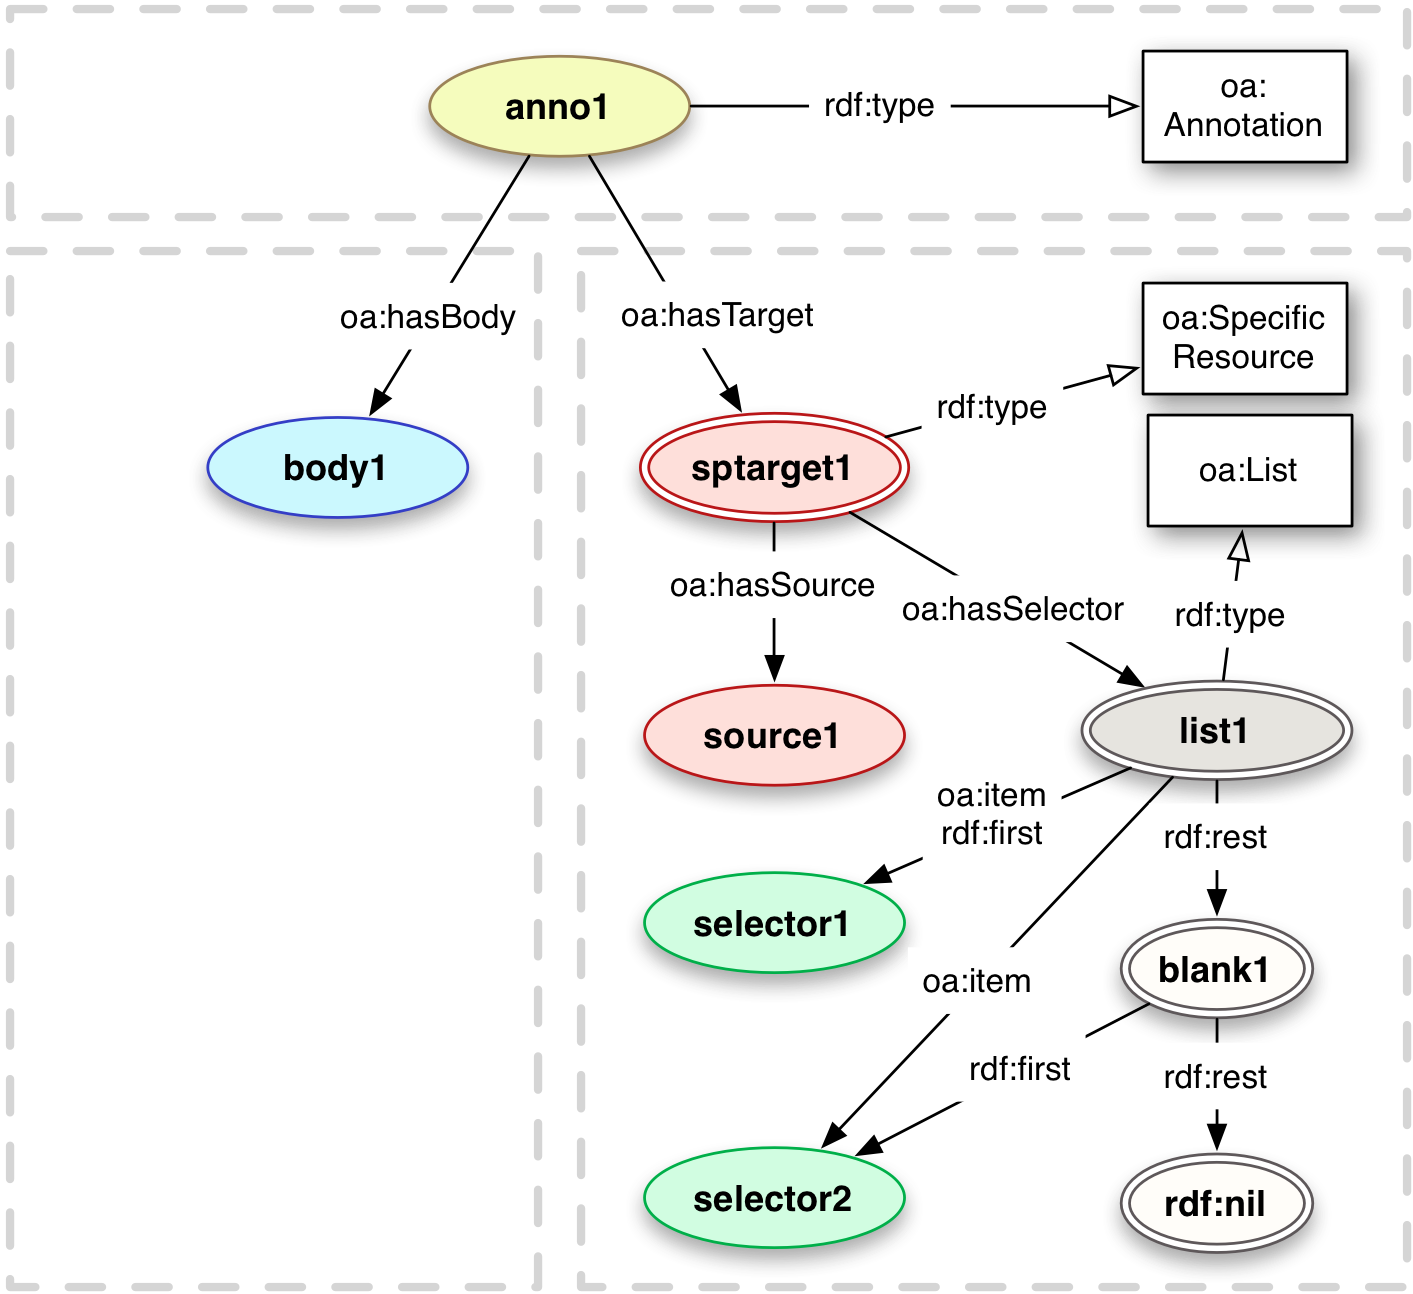 anno1
rdf:type
oa:
Annotation
oa:hasBody
oa:hasTarget
oa:Specific
Resource
rdf:type
body1
sptarget1
oa:List
oa:hasSource
oa:hasSelector
rdf:type
source1
list1
oa:item
rdf:first
rdf:rest
selector1
blank1
oa:item
rdf:first
rdf:rest
selector2
rdf:nil